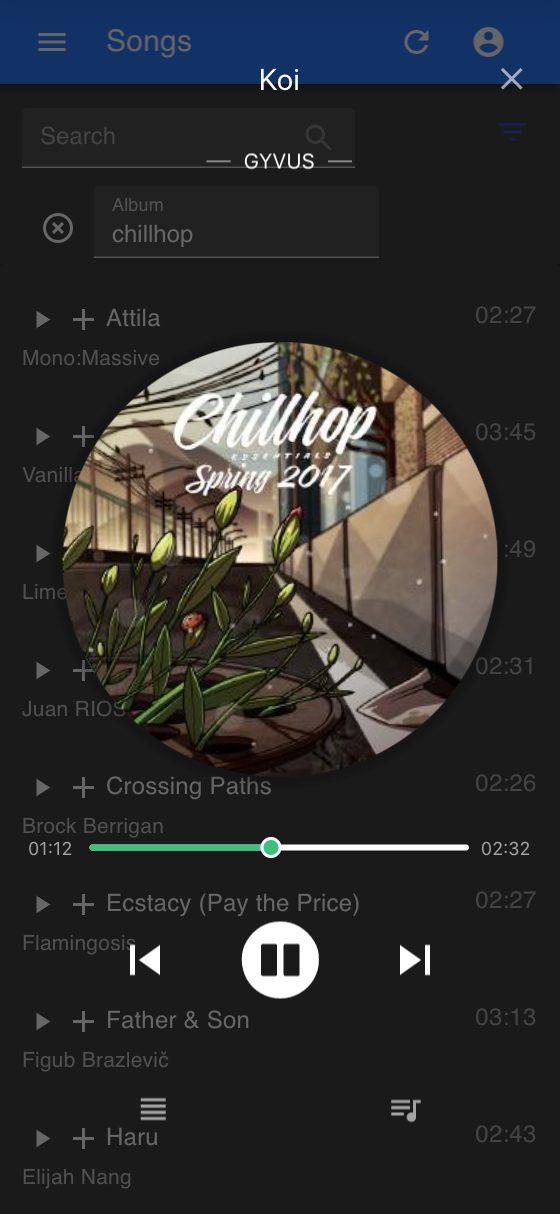 Songs
Koi
Search
GYVUS
Album
chillhop
Attila 02:27
Mono:Massive
Chillhop
ESSENTIALS
Spring 2017
03:45
Vanilla
:49
Lime
02:31
Juan RIOS
Crossing Paths 02:26
Brock Berrigan
01:12 02:32
Ecstacy (Pay the Price) 02:27
Flamingosis
Father & Son 03:13
Figub Brazlevič
Haru 02:43
Elijah Nang